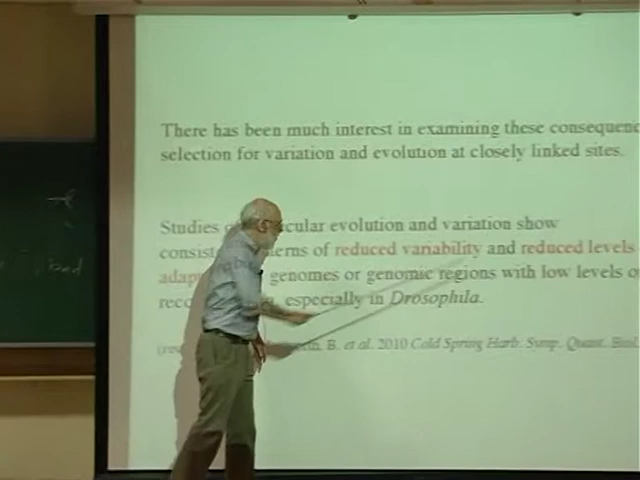 There has been much interest in examining these consequenc
selection for variation and evolution at closely linked sites.
Studies cular evolution and variation show
consist erns of reduced variability and reduced levels
adap genomes or genomic regions with low levels o
reco especially in Drosophila.
B. et al. 2010 Cold Spring Harb. Symp. Quant. Biol.
bad